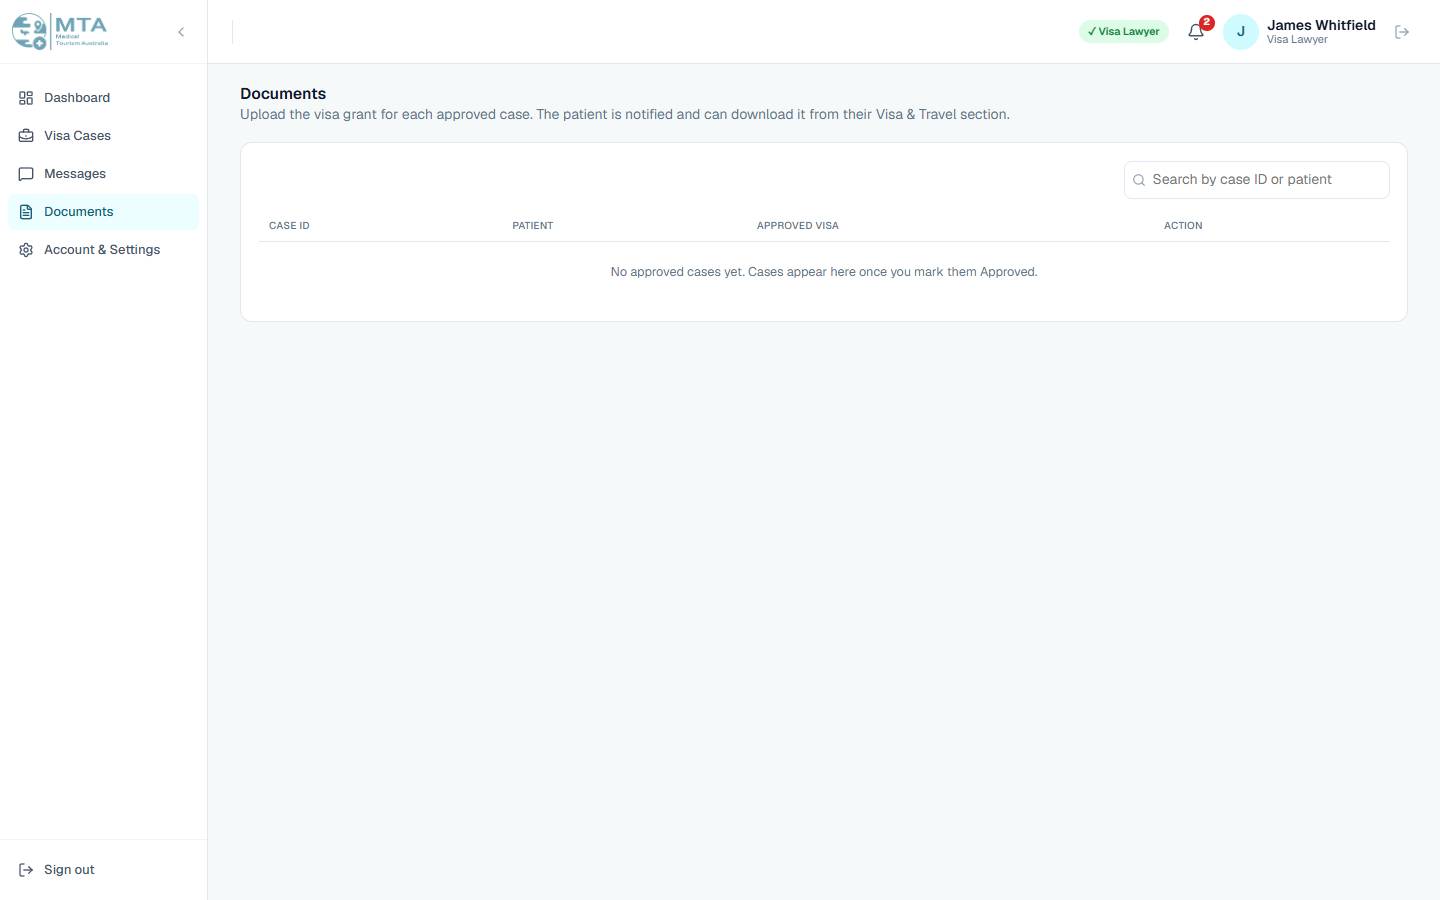 MTA
Medical
Tourism Australia
✓ Visa Lawyer
2
J
James Whitfield
Visa Lawyer
Dashboard
Visa Cases
Messages
Documents
Account & Settings
Sign out
Documents
Upload the visa grant for each approved case. The patient is notified and can download it from their Visa & Travel section.
Search by case ID or patient
CASE ID PATIENT APPROVED VISA ACTION
No approved cases yet. Cases appear here once you mark them Approved.